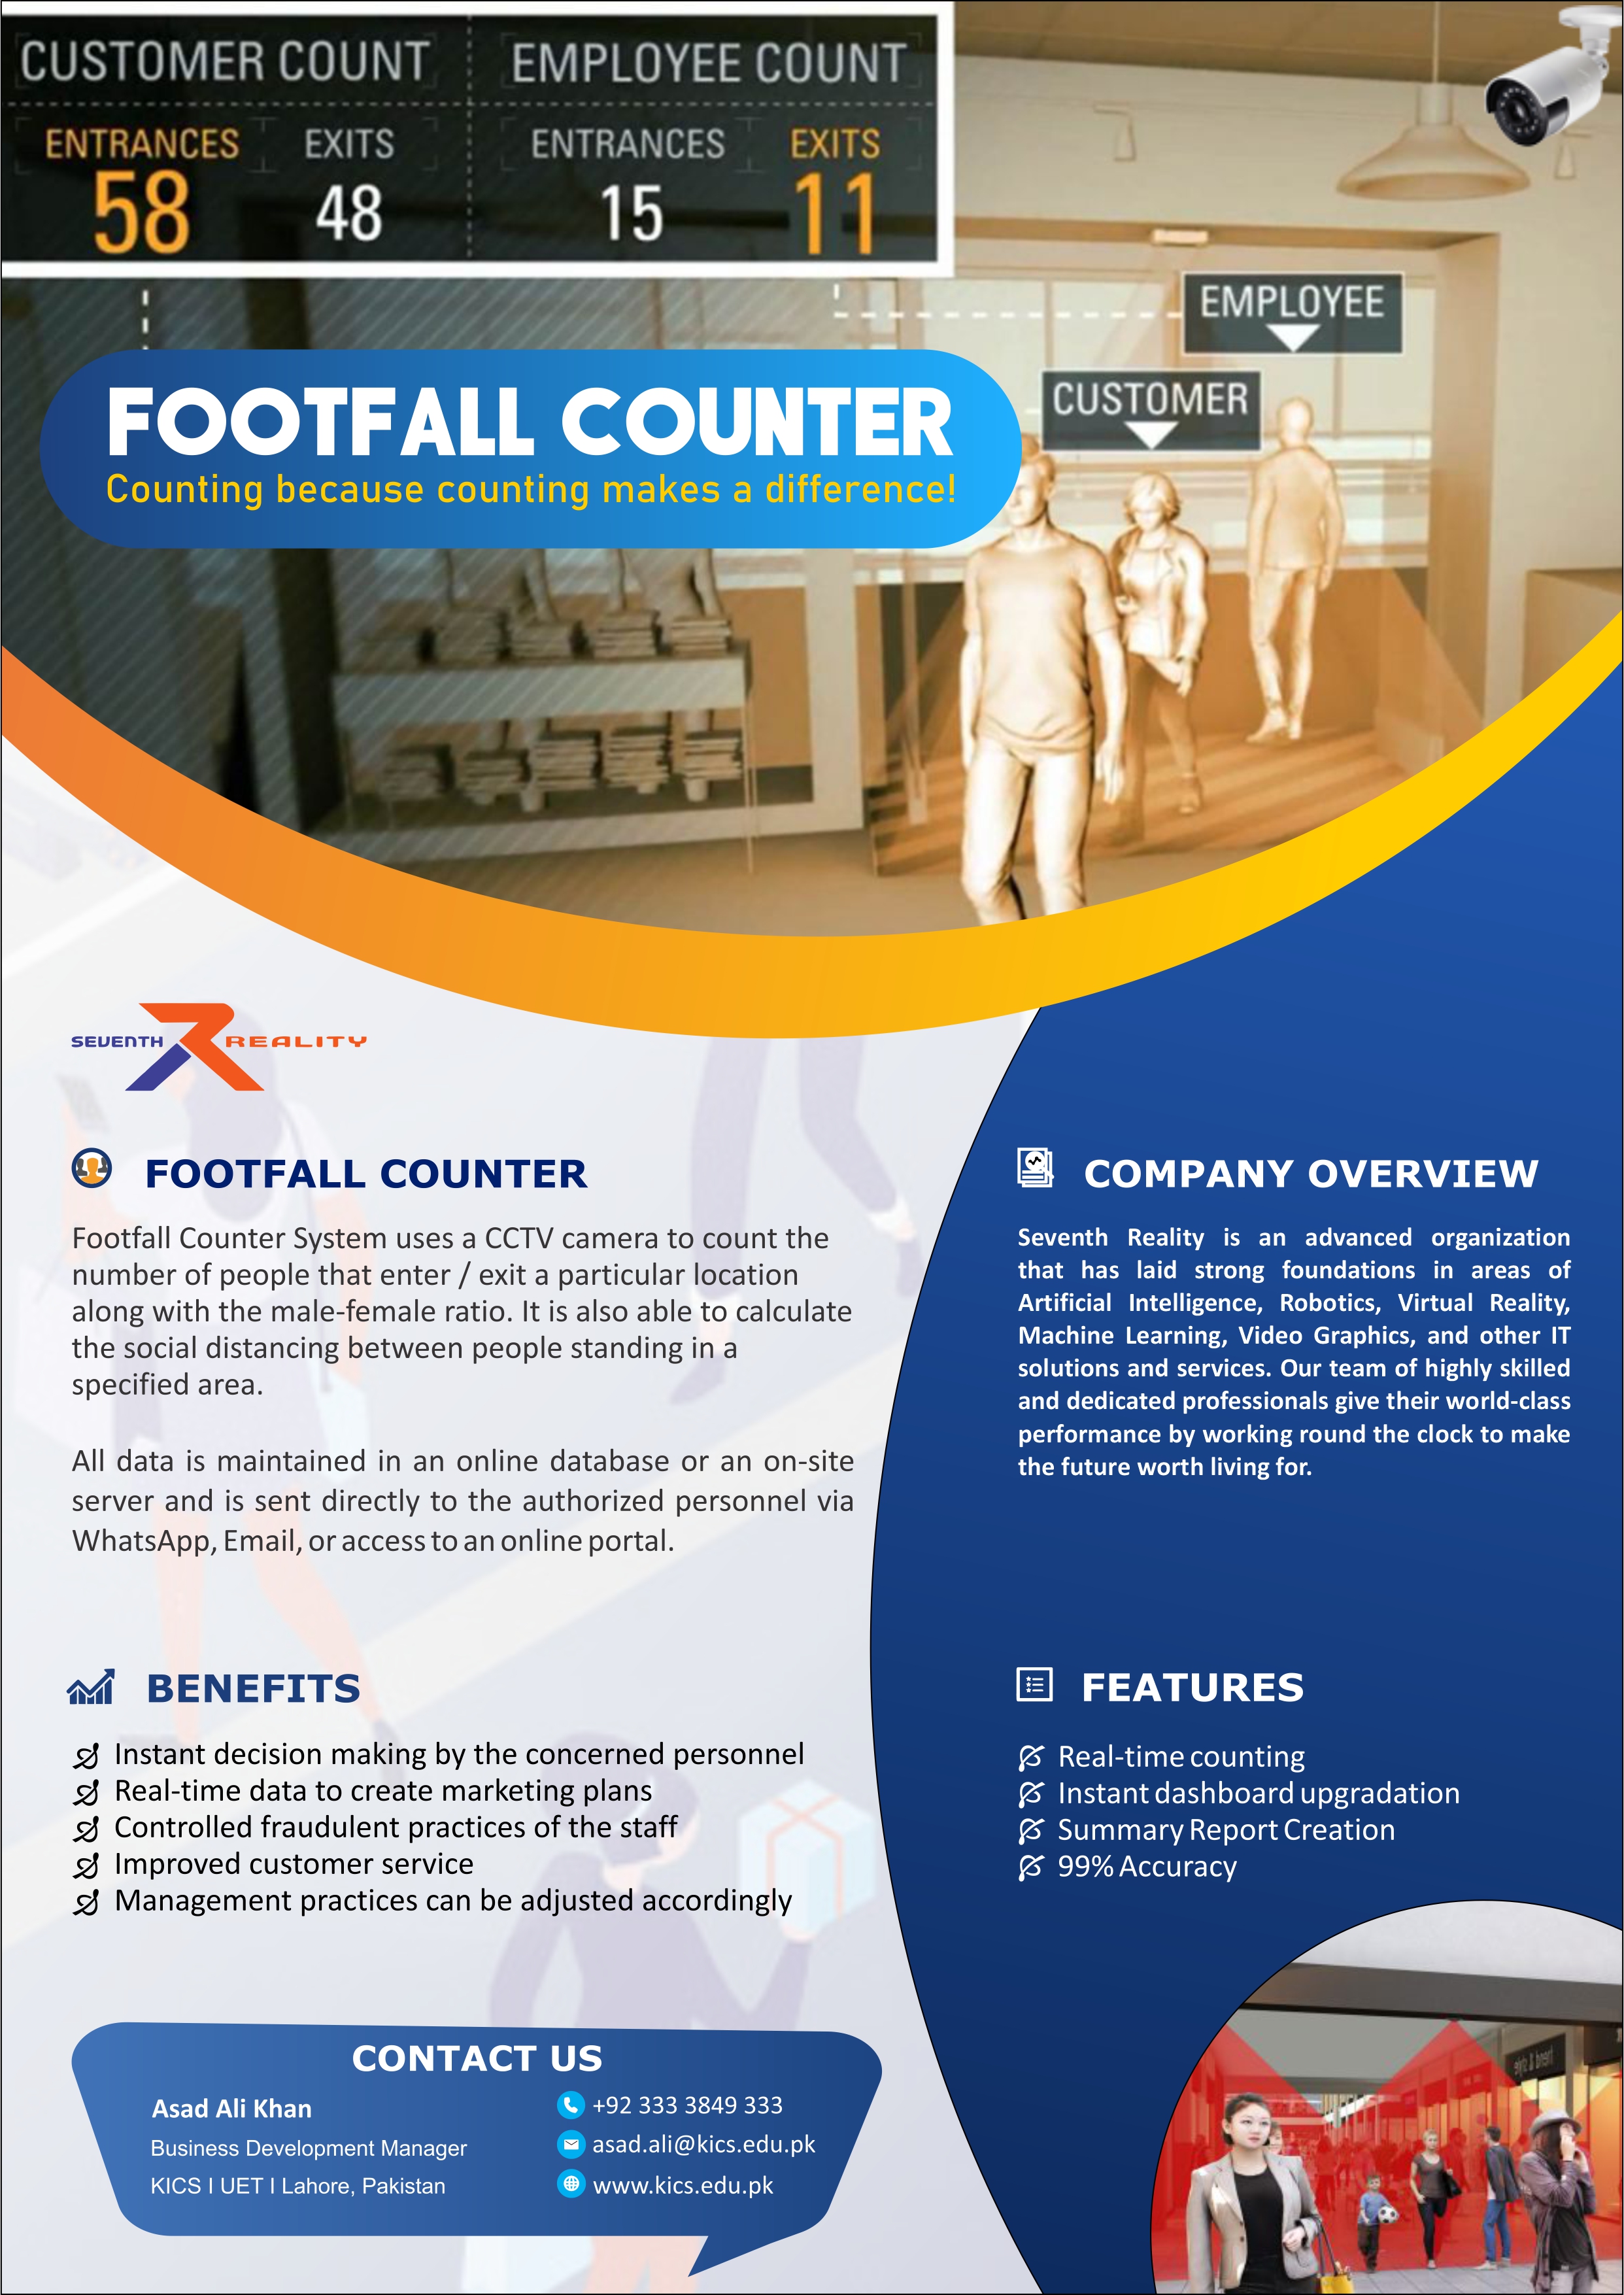 CUSTOMER COUNT
EMPLOYEE COUNT
ENTRANCES
EXITS
ENTRANCES
EXITS
58
48
15
11
EMPLOYEE
CUSTOMER
FOOTFALL COUNTER
Counting because counting makes a difference!
SEVENTH REALITY
FOOTFALL COUNTER
Footfall Counter System uses a CCTV camera to count the
number of people that enter / exit a particular location
along with the male-female ratio. It is also able to calculate
the social distancing between people standing in a
specified area.
All data is maintained in an online database or an on-site
server and is sent directly to the authorized personnel via
WhatsApp, Email, or access to an online portal.
BENEFITS
Instant decision making by the concerned personnel
Real-time data to create marketing plans
Controlled fraudulent practices of the staff
Improved customer service
Management practices can be adjusted accordingly
COMPANY OVERVIEW
Seventh Reality is an advanced organization
that has laid strong foundations in areas of
Artificial Intelligence, Robotics, Virtual Reality,
Machine Learning, Video Graphics, and other IT
solutions and services. Our team of highly skilled
and dedicated professionals give their world-class
performance by working round the clock to make
the future worth living for.
FEATURES
Real-time counting
Instant dashboard upgradation
Summary Report Creation
99% Accuracy
CONTACT US
Asad Ali Khan
Business Development Manager
KICS I UET I Lahore, Pakistan
+92 333 3849 333
asad.ali@kics.edu.pk
www.kics.edu.pk